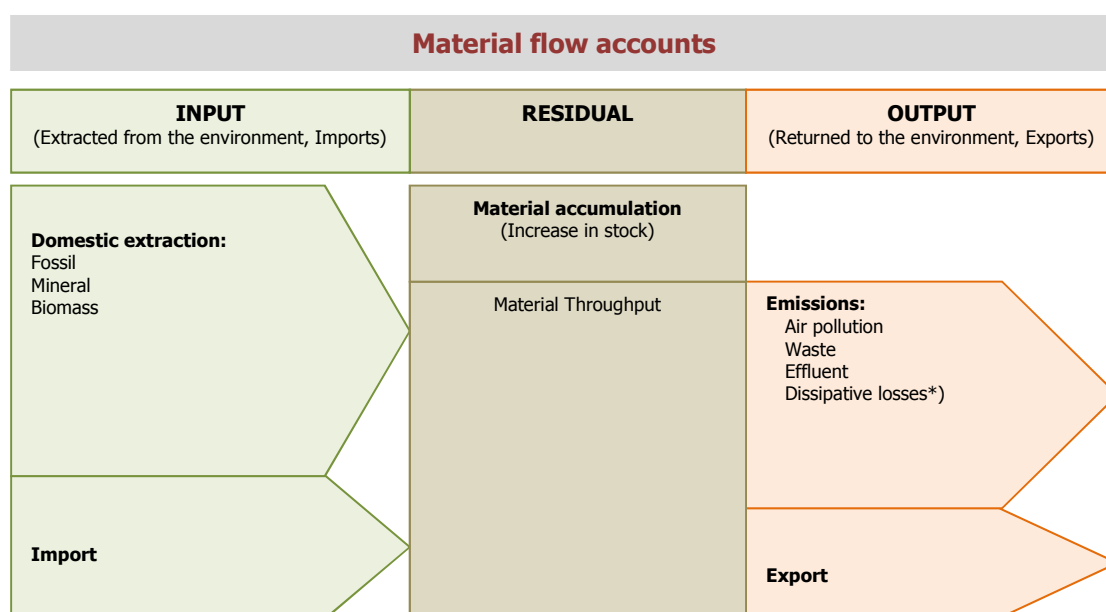 Material flow accounts
INPUT
(Extracted from the environment, Imports)
RESIDUAL
OUTPUT
(Returned to the environment, Exports)
Domestic extraction:
Fossil
Mineral
Biomass
Import
Material accumulation
(Increase in stock)
Material Throughput
Emissions:
Air pollution
Waste
Effluent
Dissipative losses*)
Export